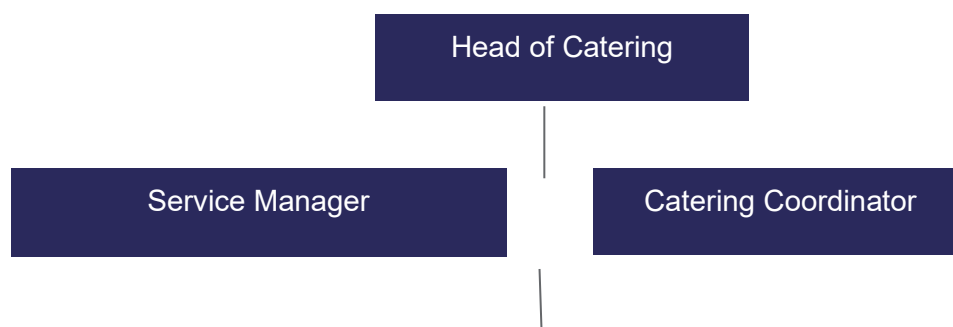 Head of Catering
Service Manager
Catering Coordinator